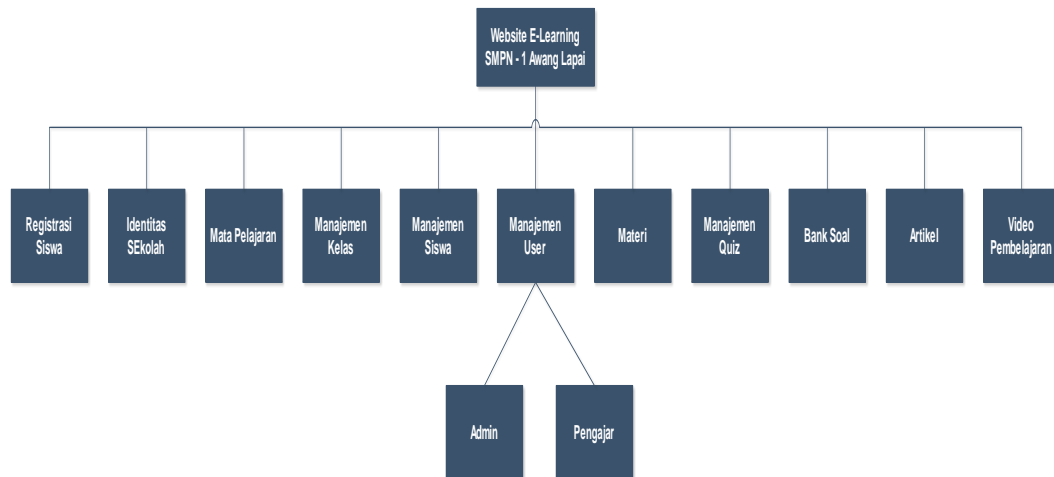 Website E-Learning
SMPN - 1 Awang Lapai
Registrasi
Siswa
Identitas
SEkolah
Mata Pelajaran
Manajemen
Kelas
Manajemen
Siswa
Manajemen
User
Materi
Manajemen
Quiz
Bank Soal
Artikel
Video
Pembelajaran
Admin
Pengajar